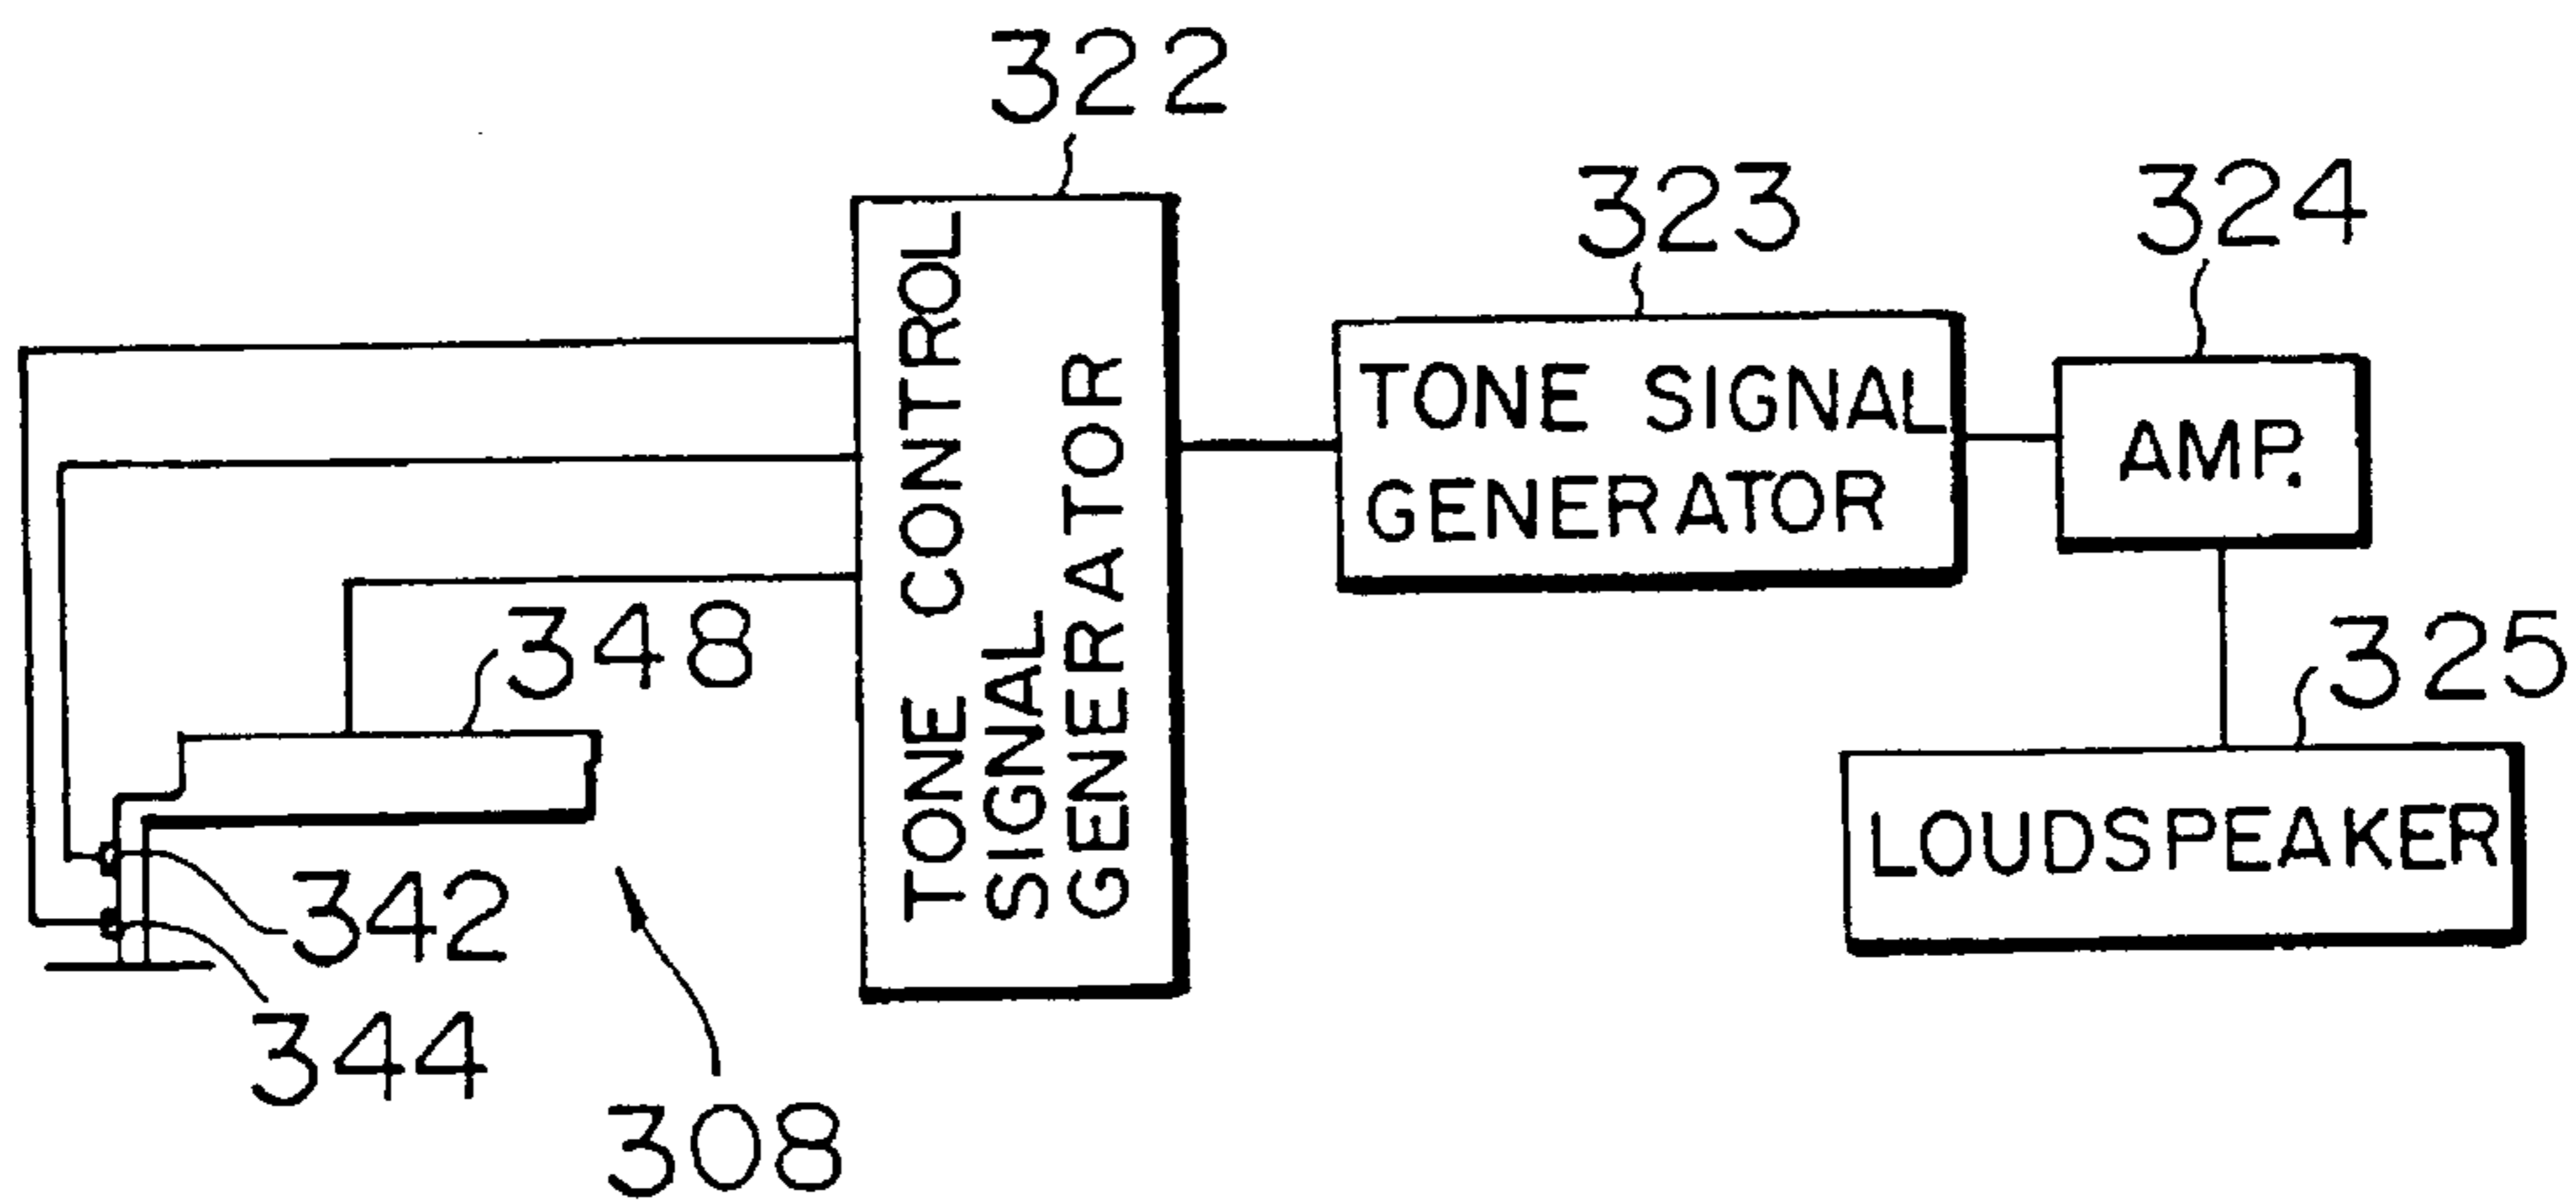 322
323
324
TONE CONTROL
SIGNAL
GENERATOR
TONE SIGNAL
GENERATOR
AMP.
348
325
LOUDSPEAKER
342
344
308